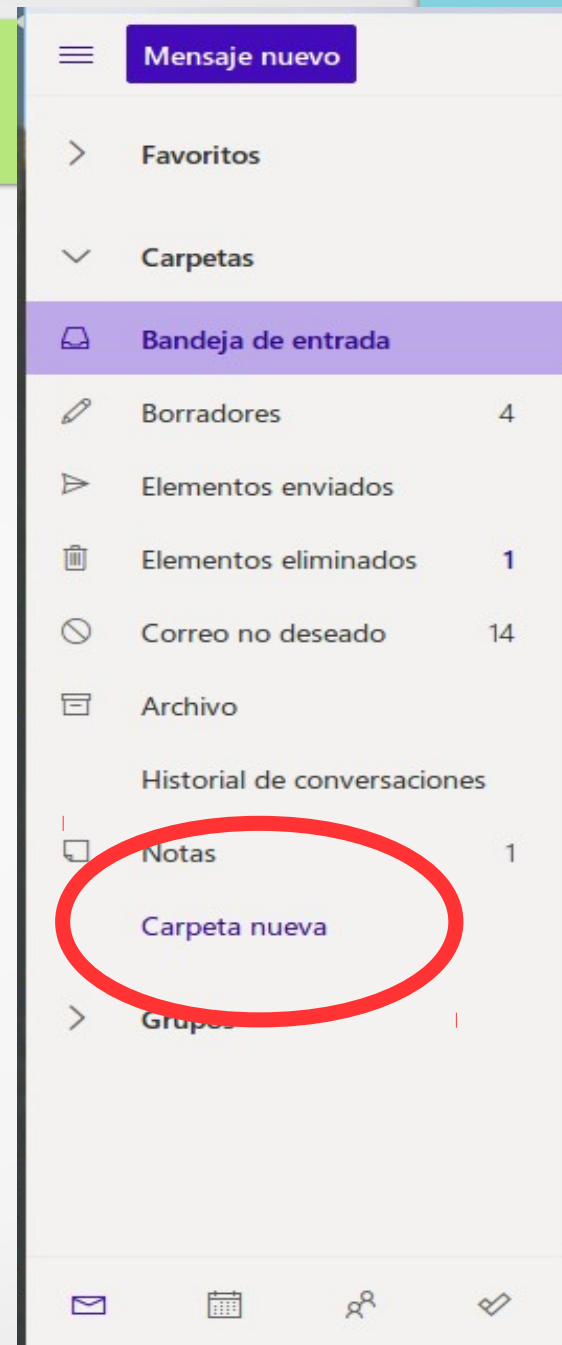 Mensaje nuevo
Favoritos
Carpetas
Bandeja de entrada
Borradores 4
Elementos enviados
Elementos eliminados 1
Correo no deseado 14
Archivo
Historial de conversaciones
Notas 1
Carpeta nueva
Grupos